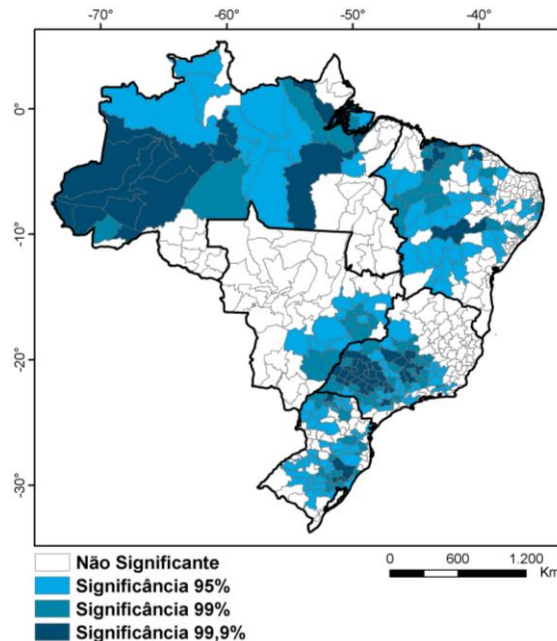 -70° -60° -50° -40°
0°
-10°
-20°
-30°
Não Significante
Significância 95%
Significância 99%
Significância 99,9%
0 600 1.200
Km